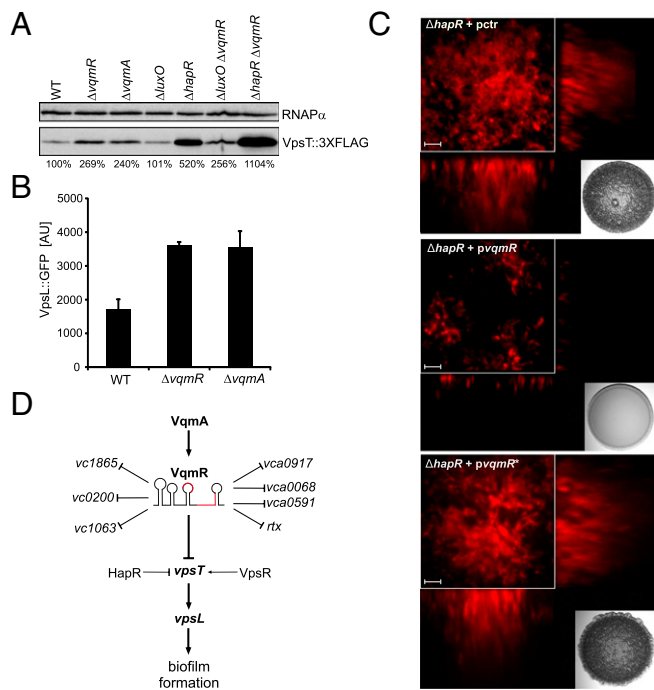 A
WT
ΔvqmR
ΔvqmA
ΔluxO
ΔhapR
ΔluxO ΔvqmR
ΔhapR ΔvqmR
RNAPα
VpsT::3XFLAG
100% 269% 240% 101% 520% 256% 1104%
B
VpsL::GFP [AU]
5000
4000
3000
2000
1000
0
WT ΔvqmR ΔvqmA
C
ΔhapR + pctr
ΔhapR + pvqmR
ΔhapR + pvqmR*
D
VqmA
VqmR
vc1865
vc0200
vc1063
vca0917
vca0068
vca0591
rtx
HapR vpsT VpsR
vpsL
biofilm
formation